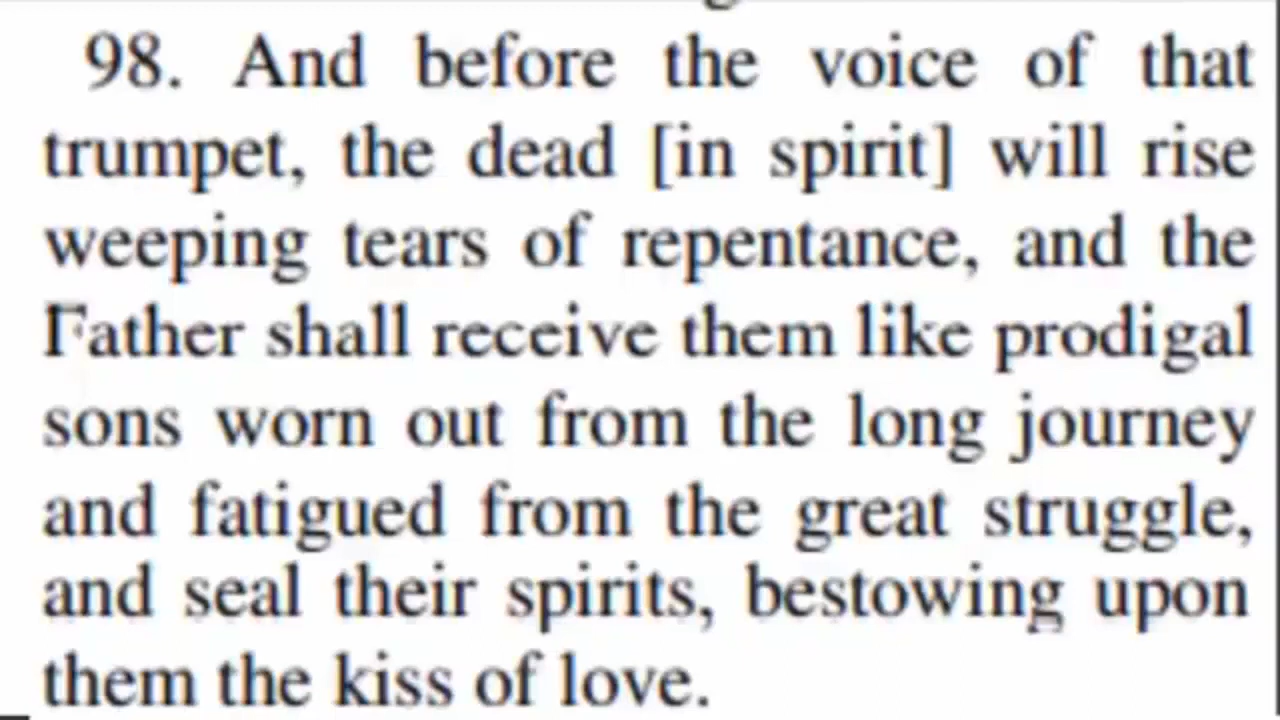 98. And before the voice of that
trumpet, the dead [in spirit] will rise
weeping tears of repentance, and the
Father shall receive them like prodigal
sons worn out from the long journey
and fatigued from the great struggle,
and seal their spirits, bestowing upon
them the kiss of love.